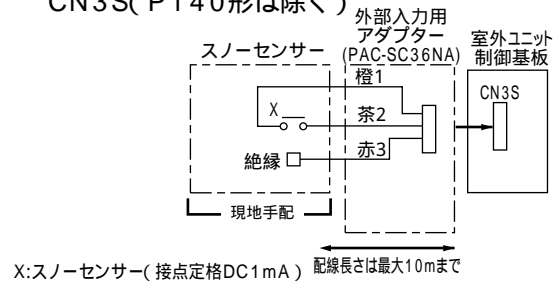 CN3S(P140形は除く)
外部入力用
アダプター
(PAC-SC36NA)
室外ユニット
制御基板
スノーセンサー
橙1
CN3S
X
茶2
赤3
絶縁
現地手配
配線長さは最大10mまで
X:スノーセンサー(接点定格DC1mA)